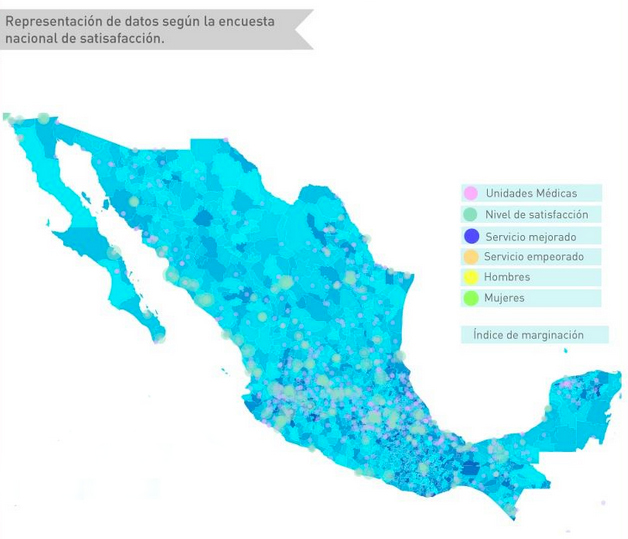 Representación de datos según la encuesta
nacional de satisafacción.
Unidades Médicas
Nivel de satisfacción
Servicio mejorado
Servicio empeorado
Hombres
Mujeres
Índice de marginación